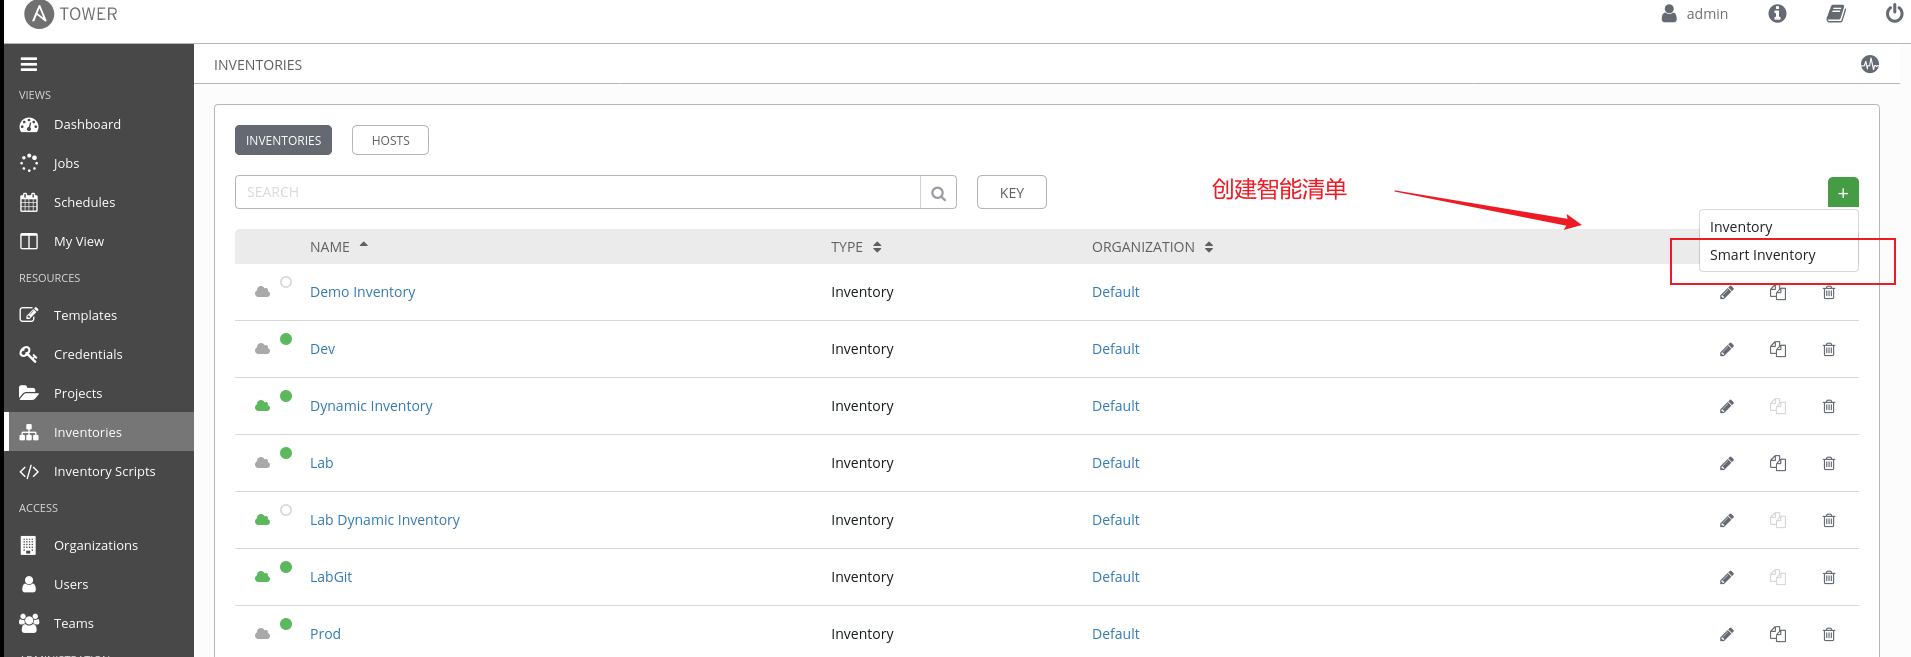 TOWER
admin
INVENTORIES
VIEWS
Dashboard
Jobs
Schedules
My View
RESOURCES
Templates
Credentials
Projects
Inventories
Inventory Scripts
ACCESS
Organizations
Users
Teams
INVENTORIES HOSTS
SEARCH KEY
创建智能清单
+
Inventory
Smart Inventory
NAME TYPE ORGANIZATION
Demo Inventory Inventory Default
Dev Inventory Default
Dynamic Inventory Inventory Default
Lab Inventory Default
Lab Dynamic Inventory Inventory Default
LabGit Inventory Default
Prod Inventory Default